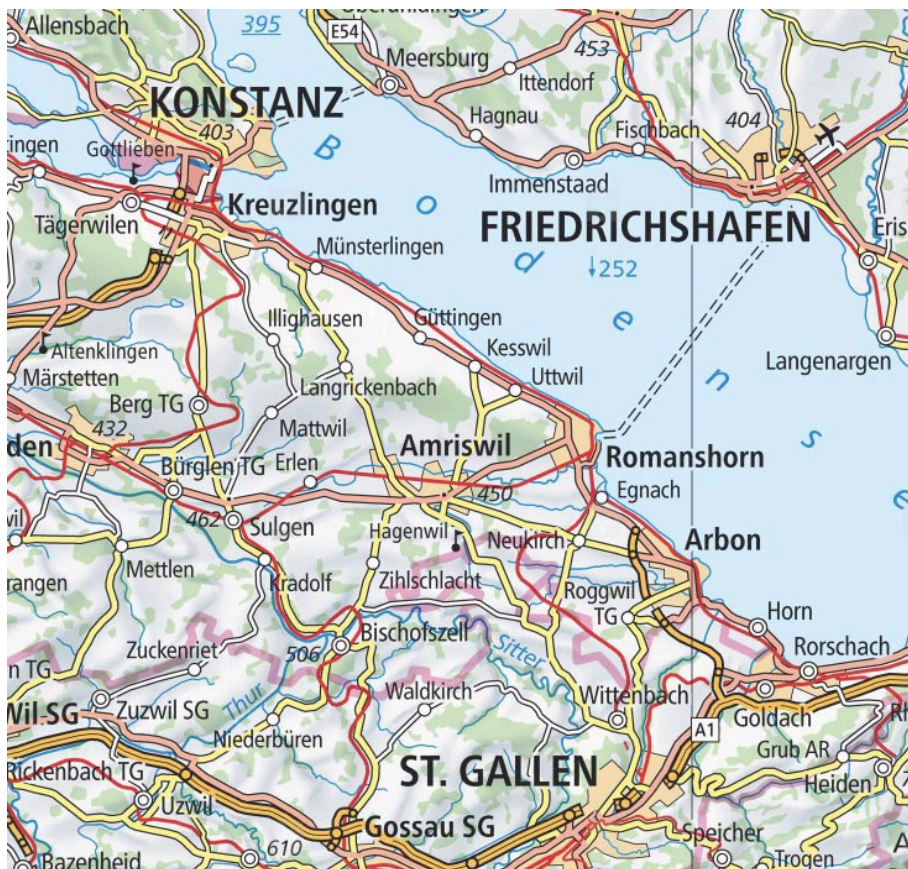 Allensbach
395
E54
Meersburg
453
Ittendorf
KONSTANZ
403
Hagnau
Fischbach
404
Gottlieben
Immenstaad
Tägerwilen
Kreuzlingen
FRIEDRICHSHAFEN
Eris
Münsterlingen
↓252
B
o
d
e
n
s
e
Illighausen
Güttingen
Altenklingen
Märstetten
Kesswil
Langenargen
Uttwil
Langrickenbach
Berg TG
Mattwil
432
den
Amriswil
Romanshorn
Bürglen TG
Erlen
450
Egnach
462
Sulgen
Hagenwil
Neukirch
Arbon
wil
Mettlen
Kradolf
Zihlschlacht
Roggwil
TG
rangen
Horn
Bischofszell
506
Zuckenriet
Sitter
Rorschach
n TG
Thur
Waldkirch
Wittenbach
Wil SG
Zuzwil SG
Goldach
Niederbüren
A1
Grub AR
Rickenbach TG
ST. GALLEN
Heiden
Uzwil
Gossau SG
Speicher
610
Bazenheid
Trogen
A